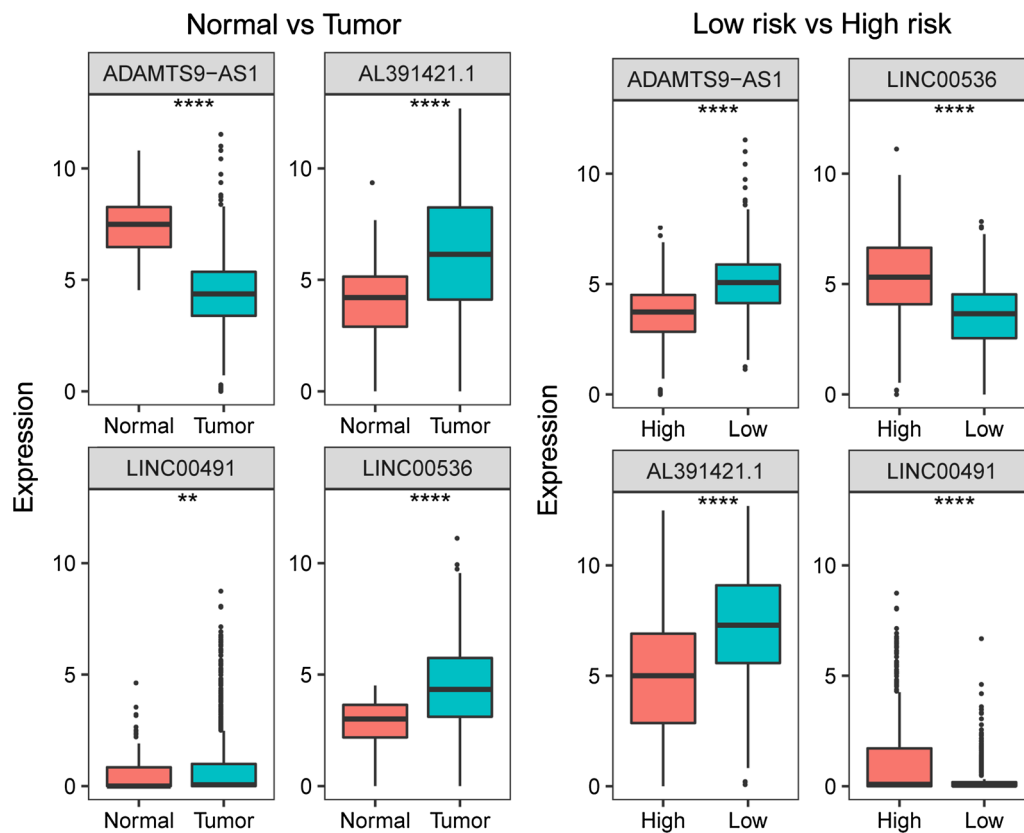 Normal vs Tumor
Low risk vs High risk
ADAMTS9−AS1
AL391421.1
ADAMTS9−AS1
LINC00536
****
****
****
****
10
5
0
10
5
0
10
5
0
10
5
0
Normal Tumor
Normal Tumor
High Low
High Low
Expression
Expression
LINC00491
LINC00536
AL391421.1
LINC00491
**
****
****
****
10
5
0
10
5
0
10
5
0
10
5
0
Normal Tumor
Normal Tumor
High Low
High Low